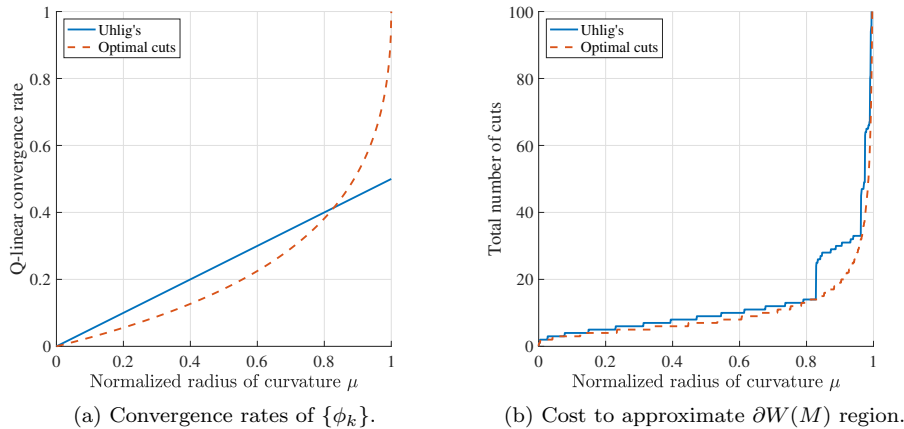 Uhlig's
Optimal cuts
Q-linear convergence rate
1
0.8
0.6
0.4
0.2
0
0 0.2 0.4 0.6 0.8 1
Normalized radius of curvature μ
(a) Convergence rates of {ϕ_k}.
Uhlig's
Optimal cuts
Total number of cuts
100
80
60
40
20
0
0 0.2 0.4 0.6 0.8 1
Normalized radius of curvature μ
(b) Cost to approximate ∂W(M) region.